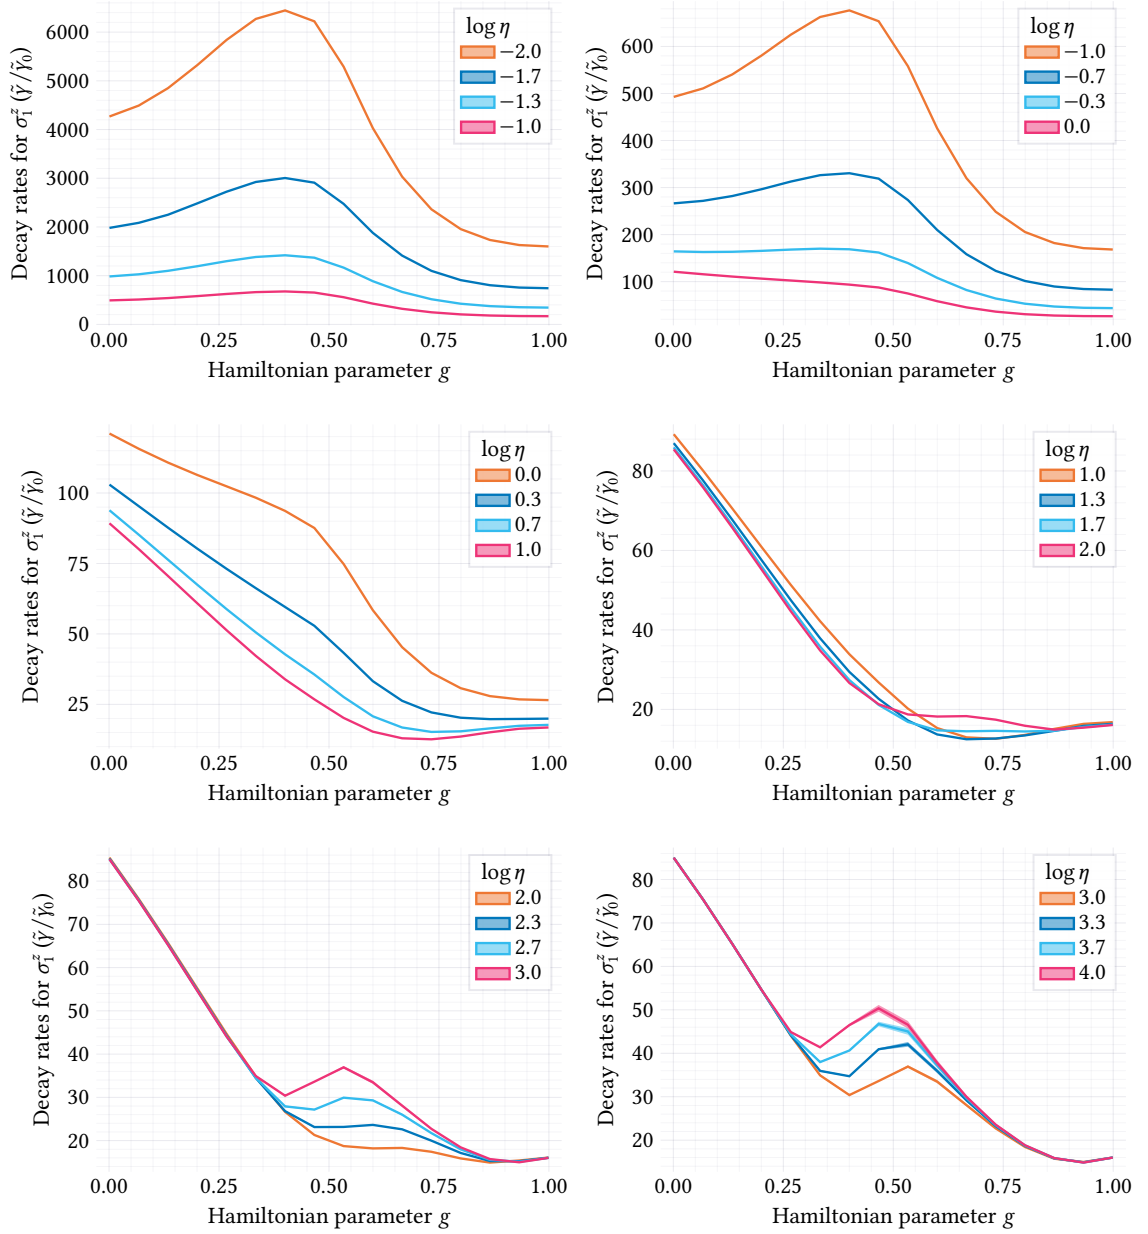 Decay rates for σ₁ᶻ (γ̃/γ̃₀)
6000
5000
4000
3000
2000
1000
0
log η
−2.0
−1.7
−1.3
−1.0
0.00 0.25 0.50 0.75 1.00
Hamiltonian parameter g
Decay rates for σ₁ᶻ (γ̃/γ̃₀)
600
500
400
300
200
100
log η
−1.0
−0.7
−0.3
0.0
0.00 0.25 0.50 0.75 1.00
Hamiltonian parameter g
Decay rates for σ₁ᶻ (γ̃/γ̃₀)
100
75
50
25
log η
0.0
0.3
0.7
1.0
0.00 0.25 0.50 0.75 1.00
Hamiltonian parameter g
Decay rates for σ₁ᶻ (γ̃/γ̃₀)
80
60
40
20
log η
1.0
1.3
1.7
2.0
0.00 0.25 0.50 0.75 1.00
Hamiltonian parameter g
Decay rates for σ₁ᶻ (γ̃/γ̃₀)
80
70
60
50
40
30
20
log η
2.0
2.3
2.7
3.0
0.00 0.25 0.50 0.75 1.00
Hamiltonian parameter g
Decay rates for σ₁ᶻ (γ̃/γ̃₀)
80
70
60
50
40
30
20
log η
3.0
3.3
3.7
4.0
0.00 0.25 0.50 0.75 1.00
Hamiltonian parameter g